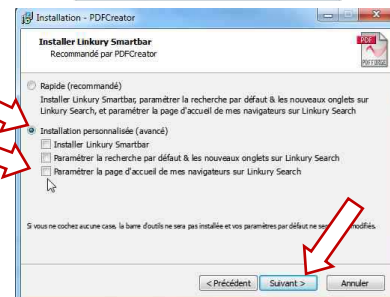 Installation - PDFCreator
Installer Linkury Smartbar
Recommandé par PDFCreator
PDF
PDFFORGE
Rapide (recommandé)
Installer Linkury Smartbar, paramétrer la recherche par défaut & les nouveaux onglets sur
Linkury Search, et paramétrer la page d'accueil de mes navigateurs sur Linkury Search
Installation personnalisée (avancé)
Installer Linkury Smartbar
Paramétrer la recherche par défaut & les nouveaux onglets sur Linkury Search
Paramétrer la page d'accueil de mes navigateurs sur Linkury Search
Si vous ne cochez aucune case, la barre d'outils ne sera pas installée et vos paramètres par défaut ne modifiés.
< Précédent
Suivant >
Annuler